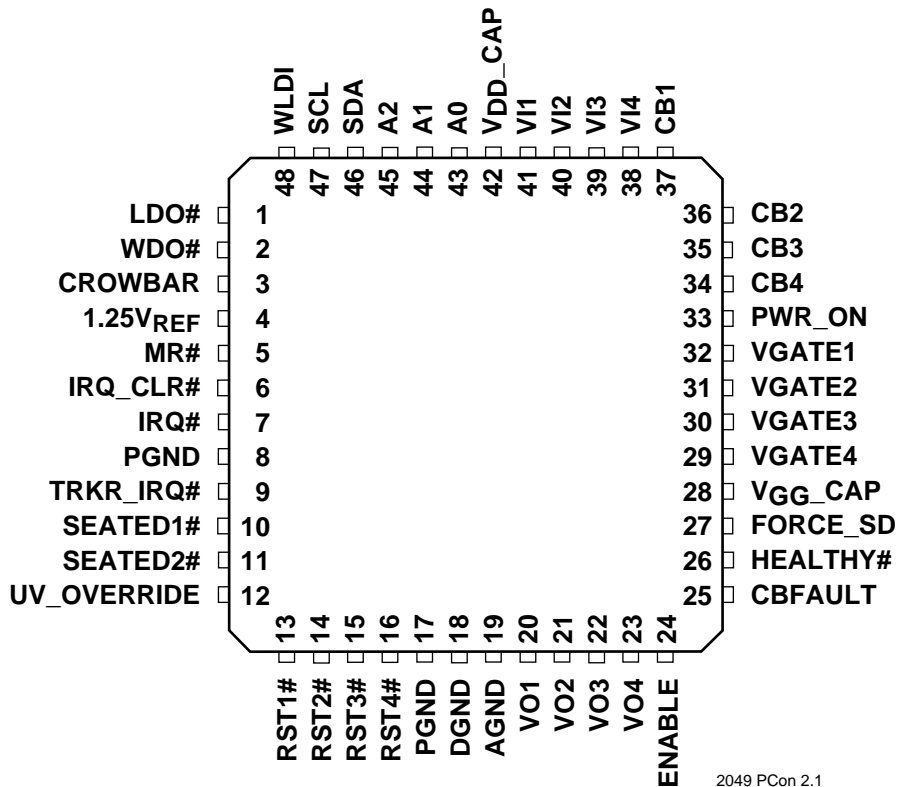 WLDI
SCL
SDA
A2
A1
A0
VDD_CAP
VI1
VI2
VI3
VI4
CB1
48 47 46 45 44 43 42 41 40 39 38 37
LDO# 1 36 CB2
WDO# 2 35 CB3
CROWBAR 3 34 CB4
1.25VREF 4 33 PWR_ON
MR# 5 32 VGATE1
IRQ_CLR# 6 31 VGATE2
IRQ# 7 30 VGATE3
PGND 8 29 VGATE4
TRKR_IRQ# 9 28 VGG_CAP
SEATED1# 10 27 FORCE_SD
SEATED2# 11 26 HEALTHY#
UV_OVERRIDE 12 25 CBFAULT
13 14 15 16 17 18 19 20 21 22 23 24
RST1#
RST2#
RST3#
RST4#
PGND
DGND
AGND
VO1
VO2
VO3
VO4
ENABLE
2049 PCon 2.1